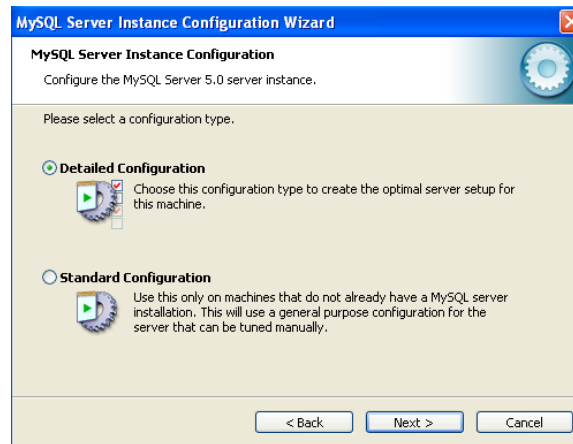 MySQL Server Instance Configuration Wizard
MySQL Server Instance Configuration
Configure the MySQL Server 5.0 server instance.
Please select a configuration type.
Detailed Configuration
Choose this configuration type to create the optimal server setup for
this machine.
Standard Configuration
Use this only on machines that do not already have a MySQL server
installation. This will use a general purpose configuration for the
server that can be tuned manually.
< Back
Next >
Cancel